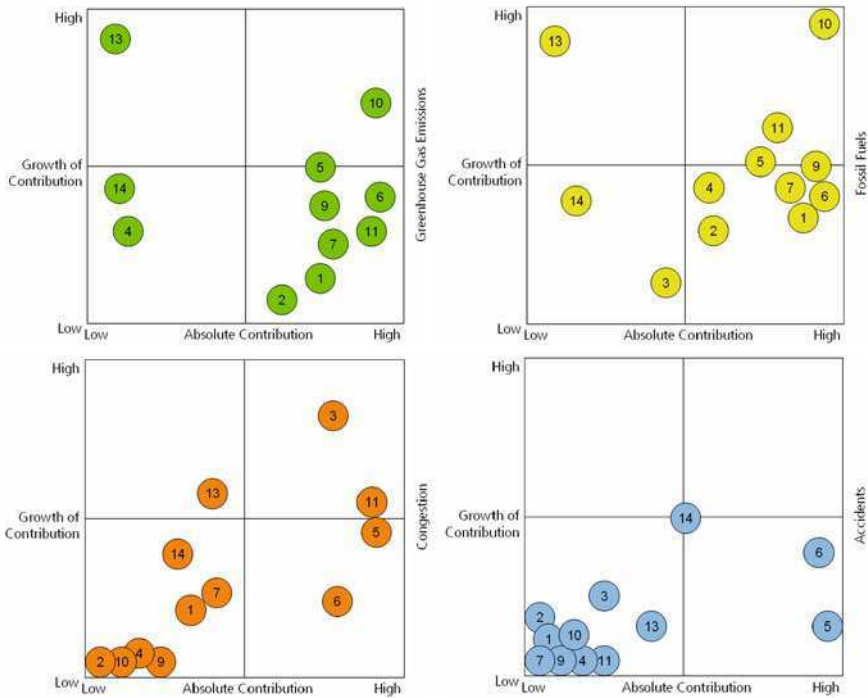 High
13
10
5
Growth of
Contribution
14
6
9
4
11
7
1
2
Low
Low
Absolute Contribution
High
Greenhouse Gas Emissions
High
10
13
11
5
9
Growth of
Contribution
4
7
6
14
1
2
3
Low
Low
Absolute Contribution
High
Fossil Fuels
High
3
13
11
Growth of
Contribution
5
14
7
6
1
4
2
10
9
Low
Low
Absolute Contribution
High
Congestion
High
Growth of
Contribution
14
6
3
2
13
5
1
10
7
9
4
11
Low
Low
Absolute Contribution
High
Accidents